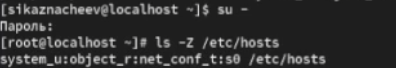 [sikaznacheev@localhost ~]$ su -
Пароль:
[root@localhost ~]# ls -Z /etc/hosts
system_u:object_r:net_conf_t:s0 /etc/hosts